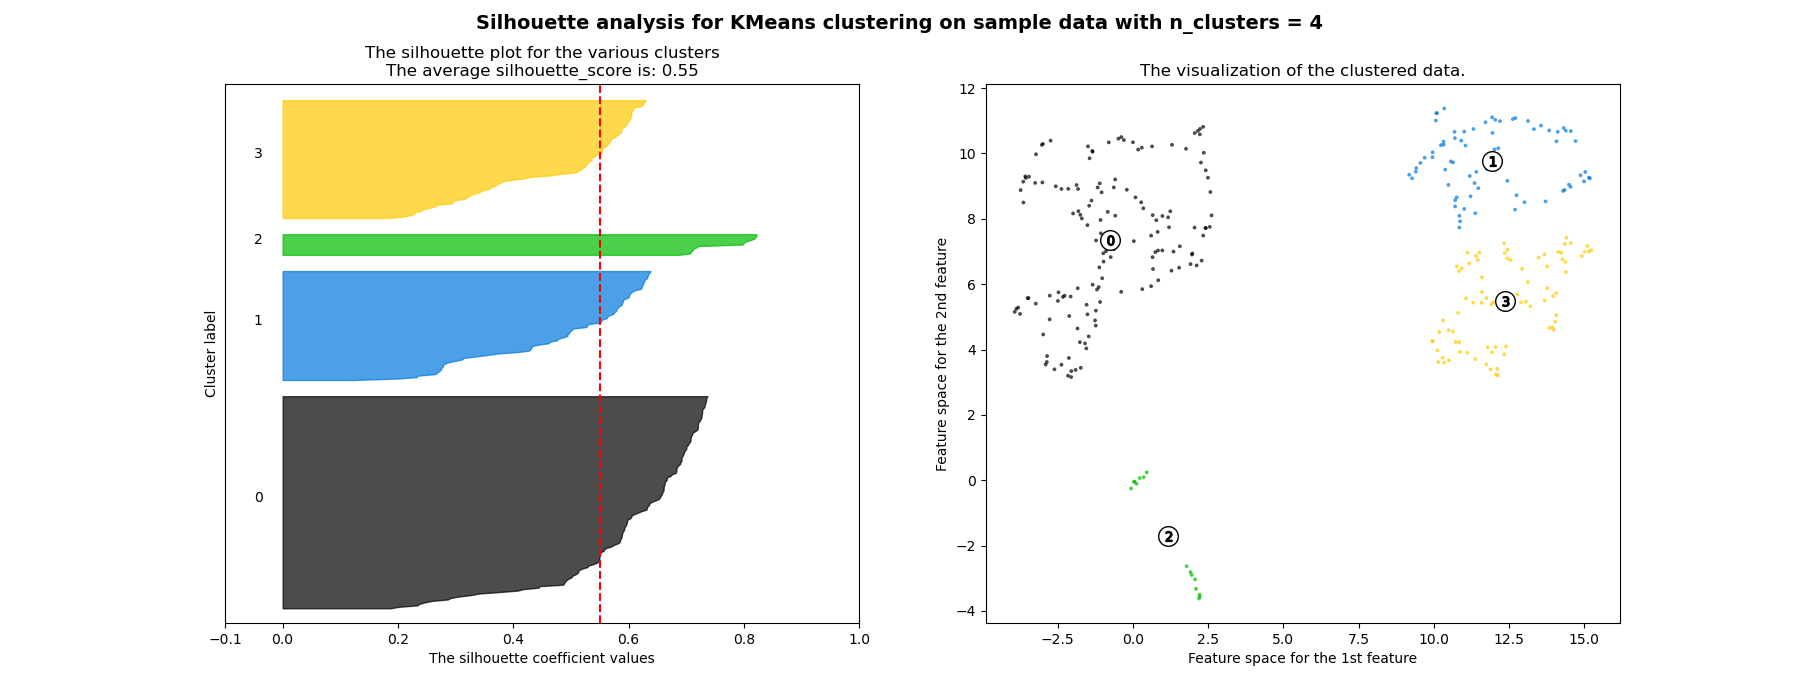 Silhouette analysis for KMeans clustering on sample data with n_clusters = 4
The silhouette plot for the various clusters
The average silhouette_score is: 0.55
Cluster label
3
2
1
0
−0.1 0.0 0.2 0.4 0.6 0.8 1.0
The silhouette coefficient values
The visualization of the clustered data.
Feature space for the 2nd feature
12
10
8
6
4
2
0
−2
−4
1
0
3
2
−2.5 0.0 2.5 5.0 7.5 10.0 12.5 15.0
Feature space for the 1st feature